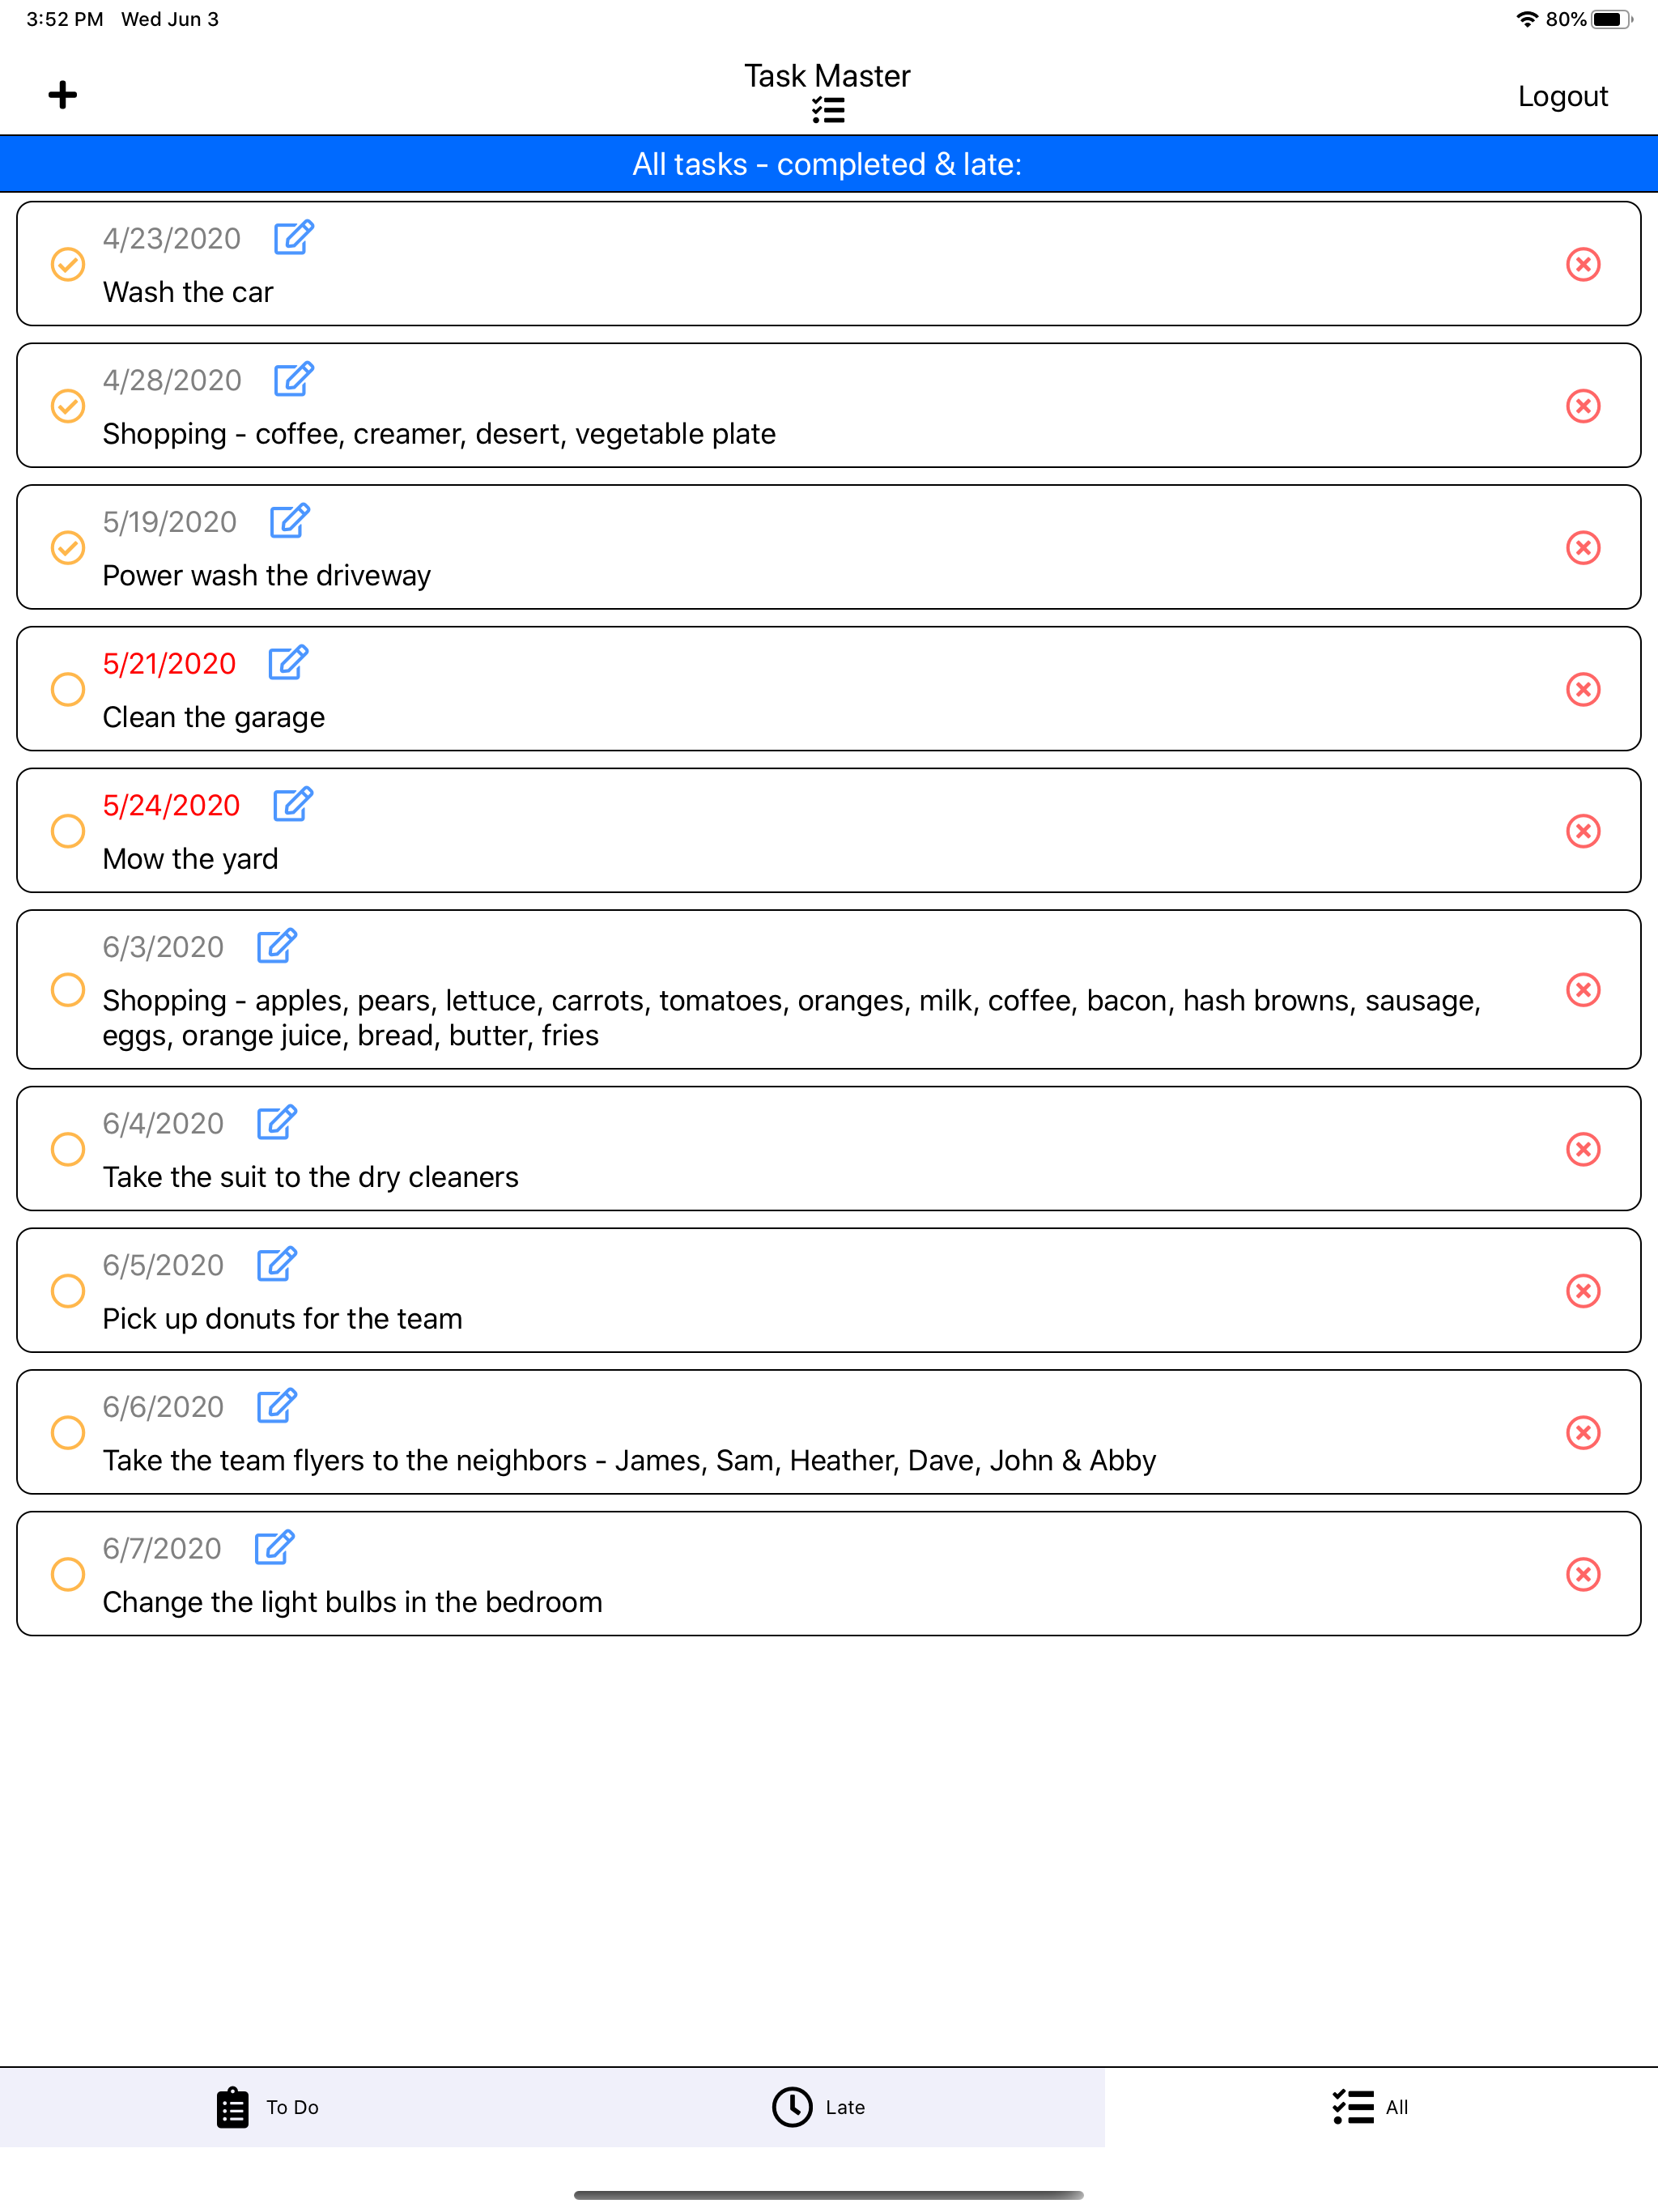 3:52 PM Wed Jun 3 80%
Task Master
Logout
All tasks - completed & late:
4/23/2020
Wash the car
4/28/2020
Shopping - coffee, creamer, desert, vegetable plate
5/19/2020
Power wash the driveway
5/21/2020
Clean the garage
5/24/2020
Mow the yard
6/3/2020
Shopping - apples, pears, lettuce, carrots, tomatoes, oranges, milk, coffee, bacon, hash browns, sausage,
eggs, orange juice, bread, butter, fries
6/4/2020
Take the suit to the dry cleaners
6/5/2020
Pick up donuts for the team
6/6/2020
Take the team flyers to the neighbors - James, Sam, Heather, Dave, John & Abby
6/7/2020
Change the light bulbs in the bedroom
To Do Late All